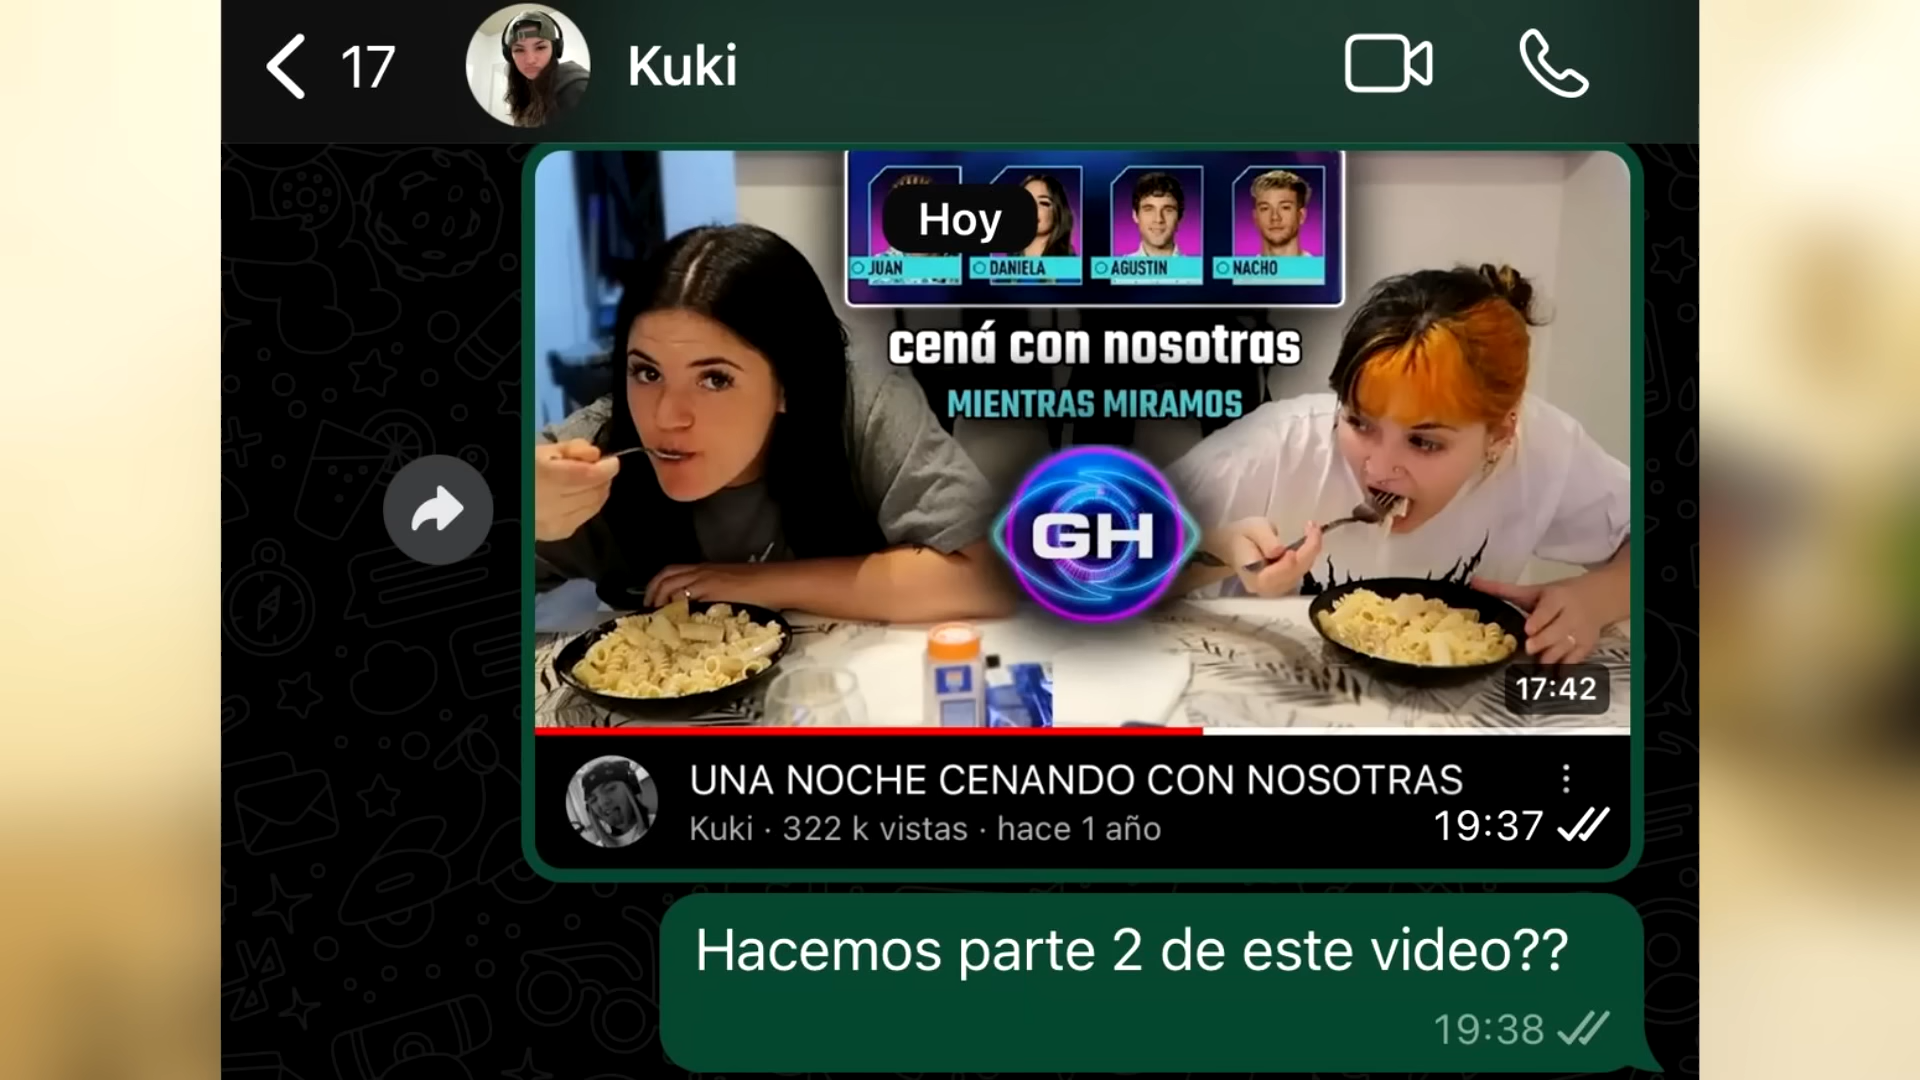 17
Kuki
Hoy
JUAN
DANIELA
AGUSTIN
NACHO
cená con nosotras
MIENTRAS MIRAMOS
GH
17:42
UNA NOCHE CENANDO CON NOSOTRAS
Kuki · 322 k vistas · hace 1 año
19:37
Hacemos parte 2 de este video??
19:38